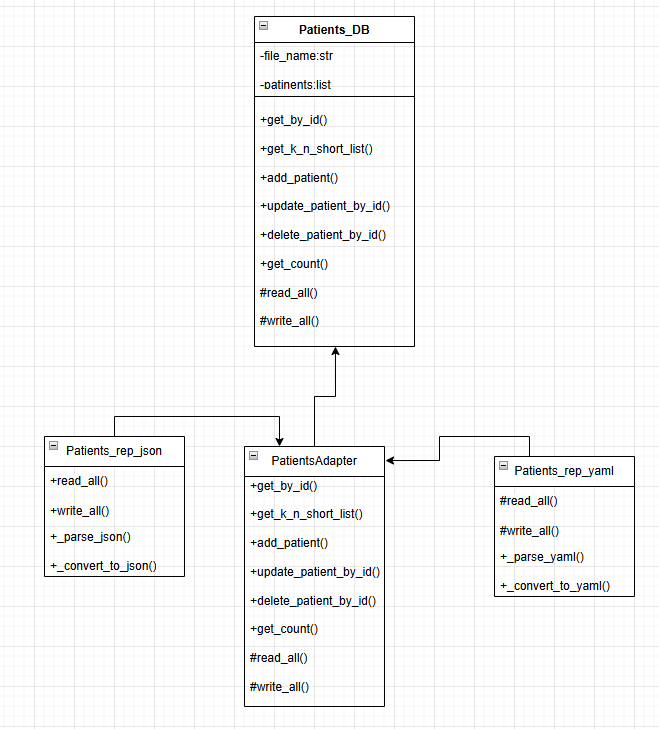 Patients_DB
-file_name:str
-patinents:list
+get_by_id()
+get_k_n_short_list()
+add_patient()
+update_patient_by_id()
+delete_patient_by_id()
+get_count()
#read_all()
#write_all()
Patients_rep_json
+read_all()
+write_all()
+_parse_json()
+_convert_to_json()
PatientsAdapter
+get_by_id()
+get_k_n_short_list()
+add_patient()
+update_patient_by_id()
+delete_patient_by_id()
+get_count()
#read_all()
#write_all()
Patients_rep_yaml
#read_all()
#write_all()
+_parse_yaml()
+_convert_to_yaml()